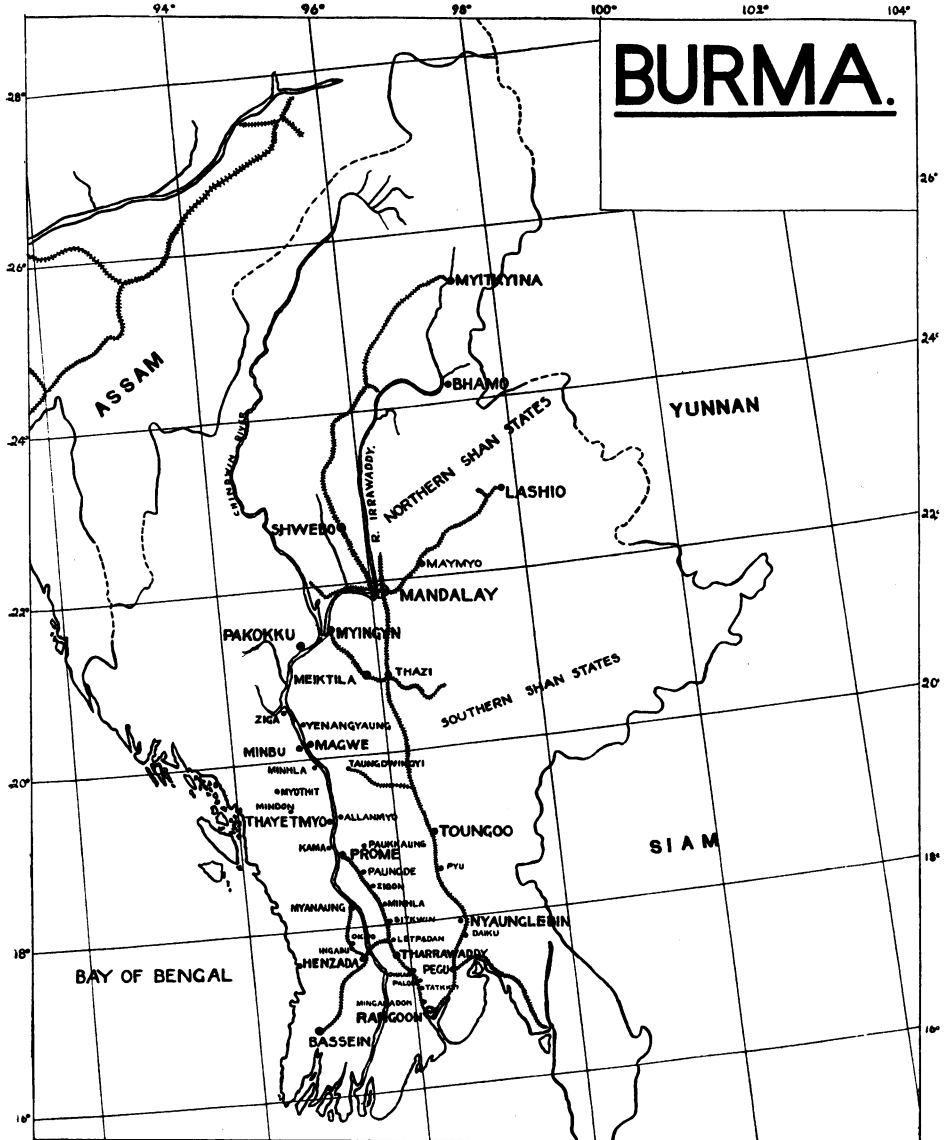 94° 96° 98° 100° 102° 104°
BURMA.
28°
26°
26°
MYITKYINA
24°
ASSAM
BHAMO
YUNNAN
24°
CHINDWIN RIVER
R. IRRAWADDY.
NORTHERN SHAN STATES
LASHIO
22°
SHWEBO
MAYMYO
MANDALAY
22°
PAKOKKU
MYINGYN
MEIKTILA
THAZI
SOUTHERN SHAN STATES
20°
ZIGA
YENANGYAUNG
MINBU
MAGWE
MINHLA
TAUNGDWINGYI
20°
MYOTHIT
MINDON
THAYETMYO
ALLANMYO
TOUNGOO
KAMA
PAUKKAUNG
PROME
SIAM
18°
PAUNGDE
PYU
ZIGON
MYANAUNG
MINHLA
SITKWIN
NYAUNGLEBIN
DAIKU
LETPADAN
INGABU
18°
HENZADA
THARRAWADDY
BAY OF BENGAL
PEGU
MINGALADON
RANGOON
16°
BASSEIN
16°